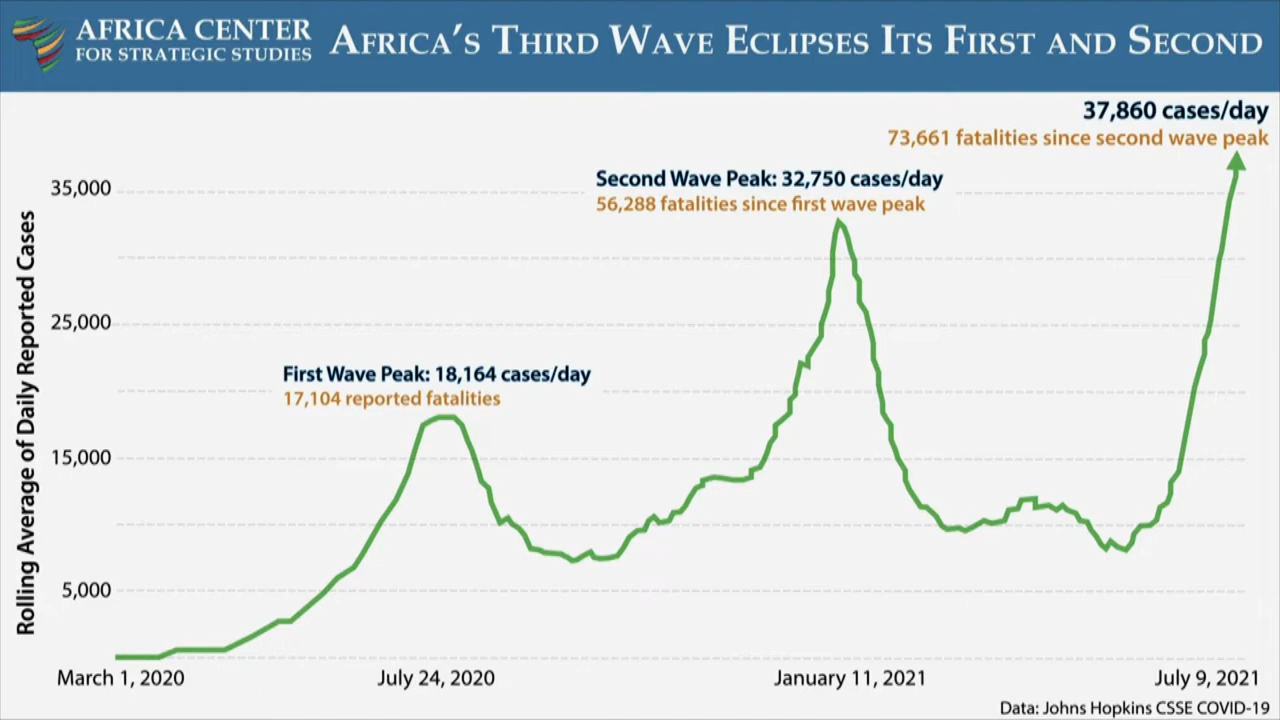 AFRICA CENTER
FOR STRATEGIC STUDIES
AFRICA'S THIRD WAVE ECLIPSES ITS FIRST AND SECOND
37,860 cases/day
73,661 fatalities since second wave peak
Second Wave Peak: 32,750 cases/day
56,288 fatalities since first wave peak
First Wave Peak: 18,164 cases/day
17,104 reported fatalities
Rolling Average of Daily Reported Cases
35,000
25,000
15,000
5,000
March 1, 2020
July 24, 2020
January 11, 2021
July 9, 2021
Data: Johns Hopkins CSSE COVID-19